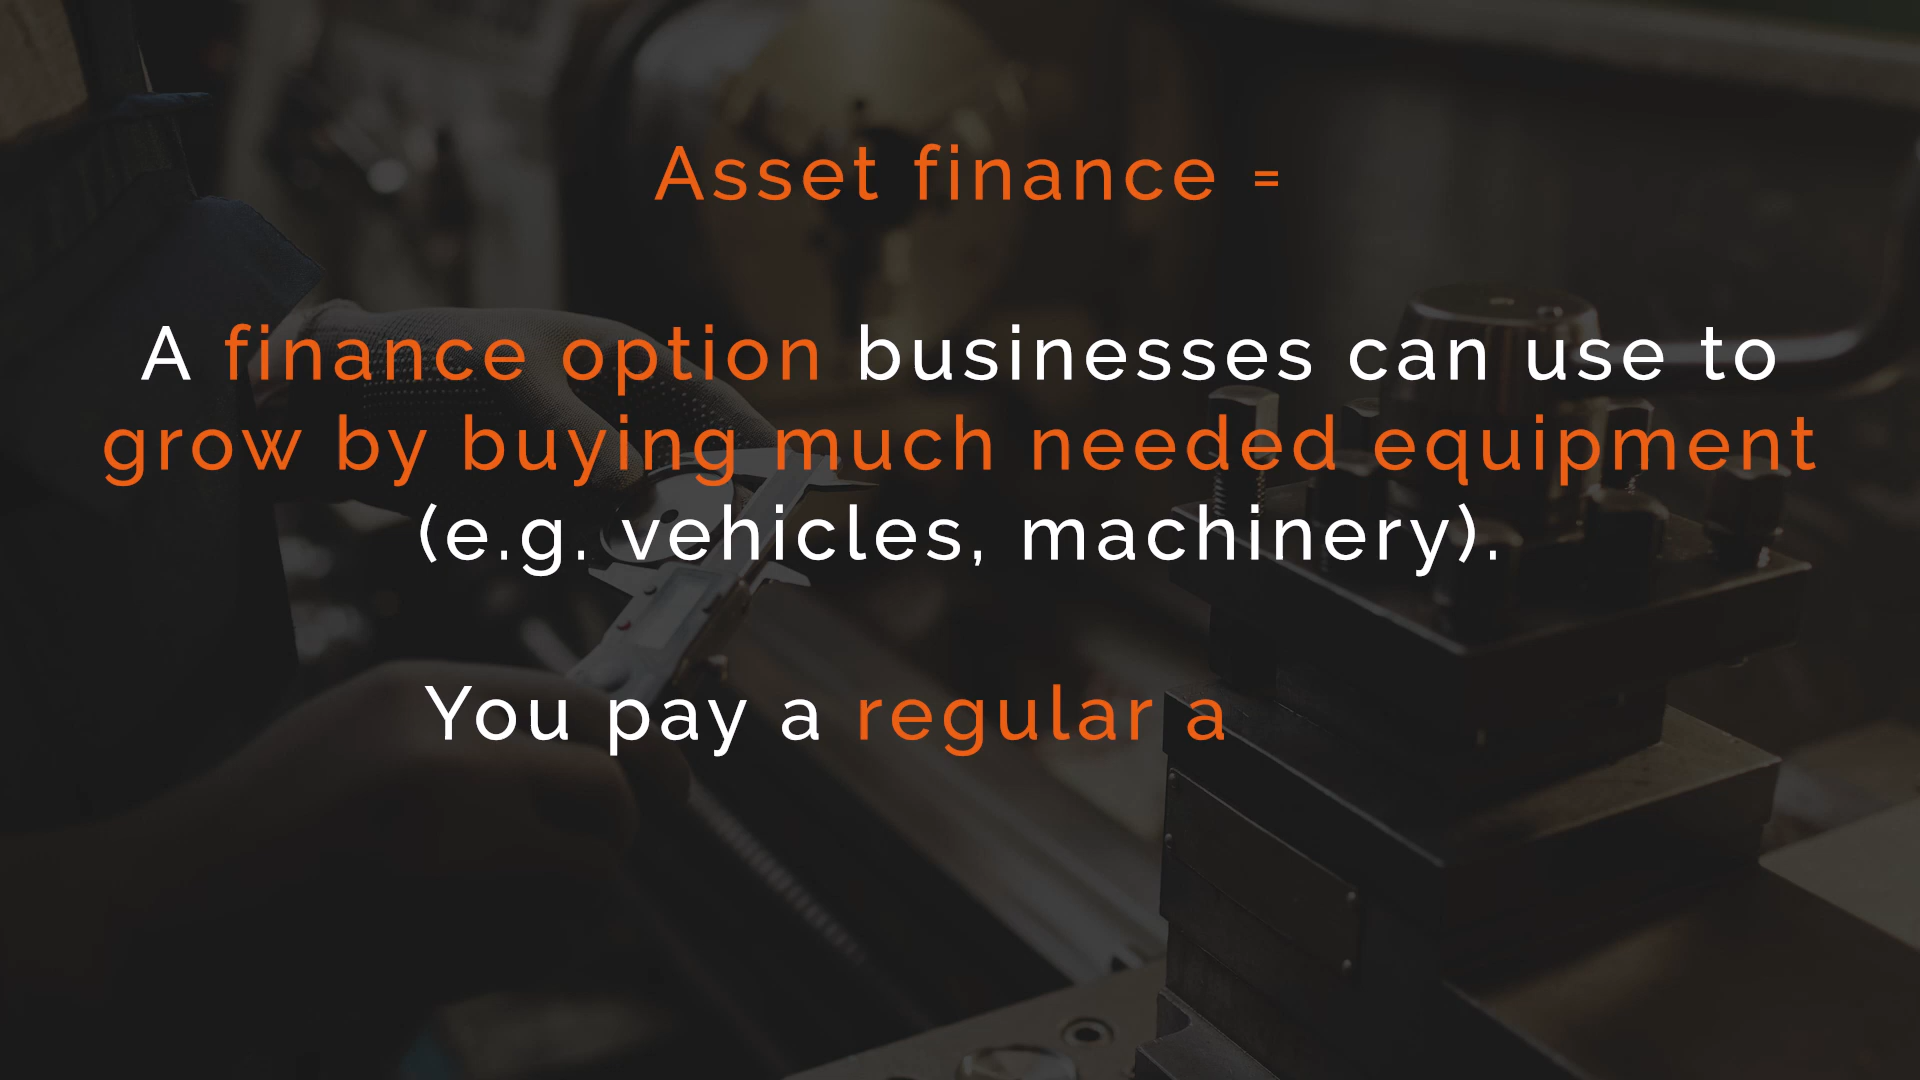 Asset finance =
A finance option businesses can use to
grow by buying much needed equipment
(e.g. vehicles, machinery).
You pay a regular a